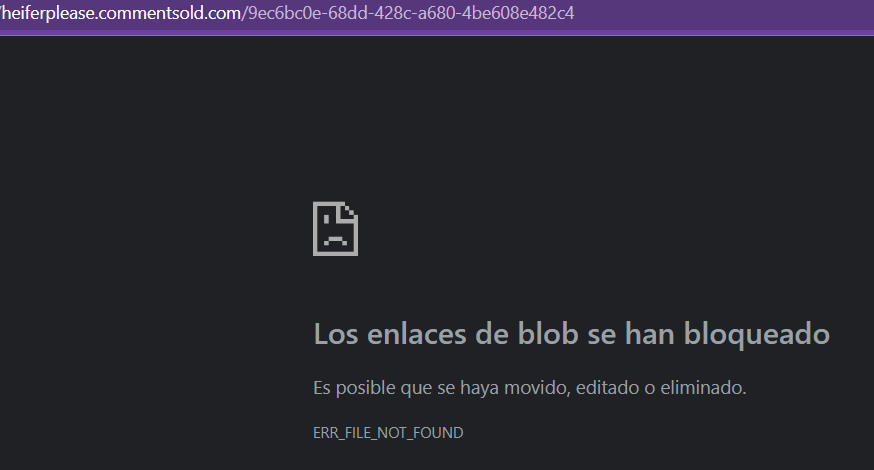 /heiferplease.commentsold.com/9ec6bc0e-68dd-428c-a680-4be608e482c4
Los enlaces de blob se han bloqueado
Es posible que se haya movido, editado o eliminado.
ERR_FILE_NOT_FOUND